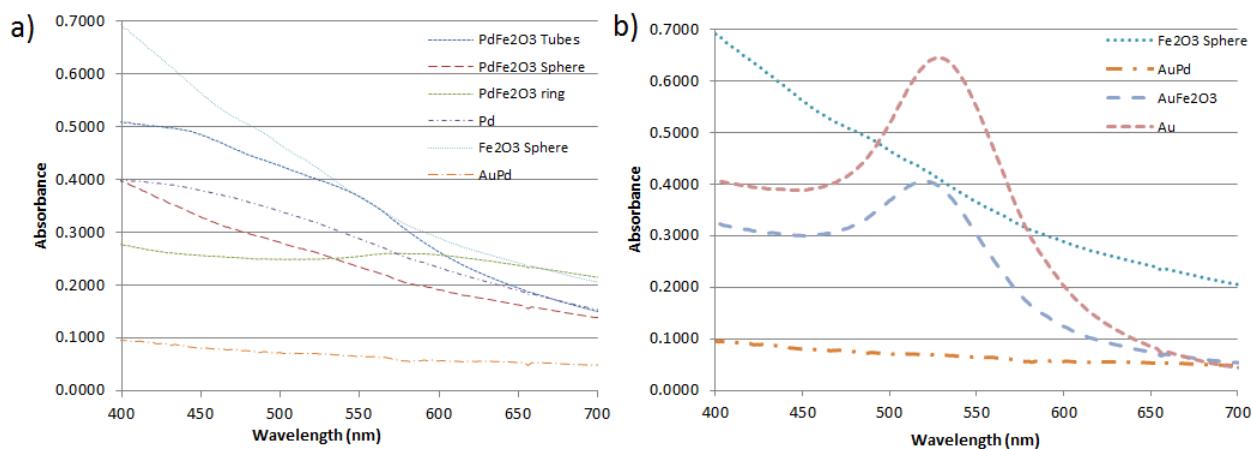 a)
0.7000
0.6000
0.5000
0.4000
0.3000
0.2000
0.1000
0.0000
Absorbance
400 450 500 550 600 650 700
Wavelength (nm)
PdFe2O3 Tubes
PdFe2O3 Sphere
PdFe2O3 ring
Pd
Fe2O3 Sphere
AuPd
b)
0.7000
0.6000
0.5000
0.4000
0.3000
0.2000
0.1000
0.0000
Absorbance
400 450 500 550 600 650 700
Wavelength (nm)
Fe2O3 Sphere
AuPd
AuFe2O3
Au